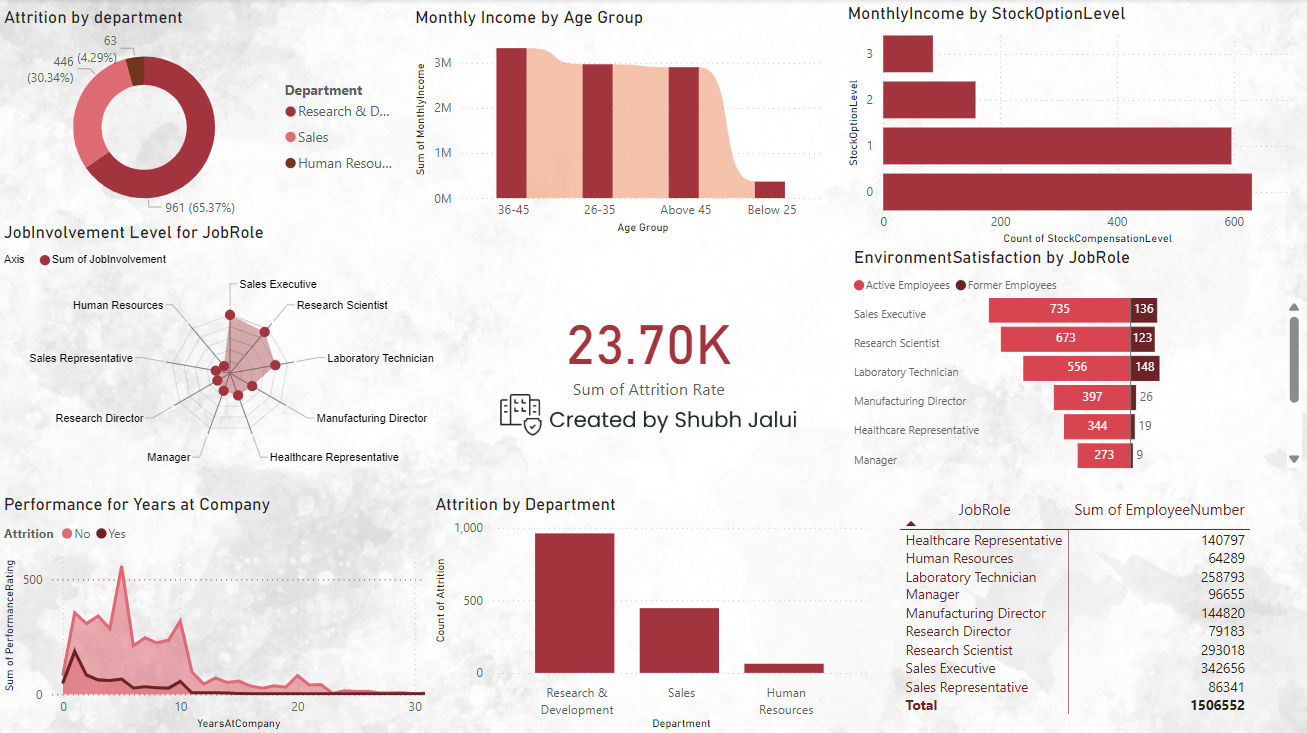 Attrition by department
63
(4.29%)
446
(30.34%)
961 (65.37%)
Department
Research & D...
Sales
Human Resou...
Monthly Income by Age Group
Sum of MonthlyIncome
3M
2M
1M
0M
36-45
26-35
Above 45
Below 25
Age Group
MonthlyIncome by StockOptionLevel
StockOptionLevel
3
2
1
0
0
200
400
600
Count of StockCompensationLevel
JobInvolvement Level for JobRole
Axis
Sum of JobInvolvement
Sales Executive
Human Resources
Research Scientist
Sales Representative
Laboratory Technician
Research Director
Manufacturing Director
Manager
Healthcare Representative
23.70K
Sum of Attrition Rate
Created by Shubh Jalui
EnvironmentSatisfaction by JobRole
Active Employees
Former Employees
Sales Executive 735 136
Research Scientist 673 123
Laboratory Technician 556 148
Manufacturing Director 397 26
Healthcare Representative 344 19
Manager 273 9
Performance for Years at Company
Attrition No Yes
Sum of PerformanceRating
500
0
0
10
20
30
YearsAtCompany
Attrition by Department
Count of Attrition
1,000
500
0
Research &
Development
Sales
Human
Resources
Department
JobRole Sum of EmployeeNumber
Healthcare Representative 140797
Human Resources 64289
Laboratory Technician 258793
Manager 96655
Manufacturing Director 144820
Research Director 79183
Research Scientist 293018
Sales Executive 342656
Sales Representative 86341
Total 1506552